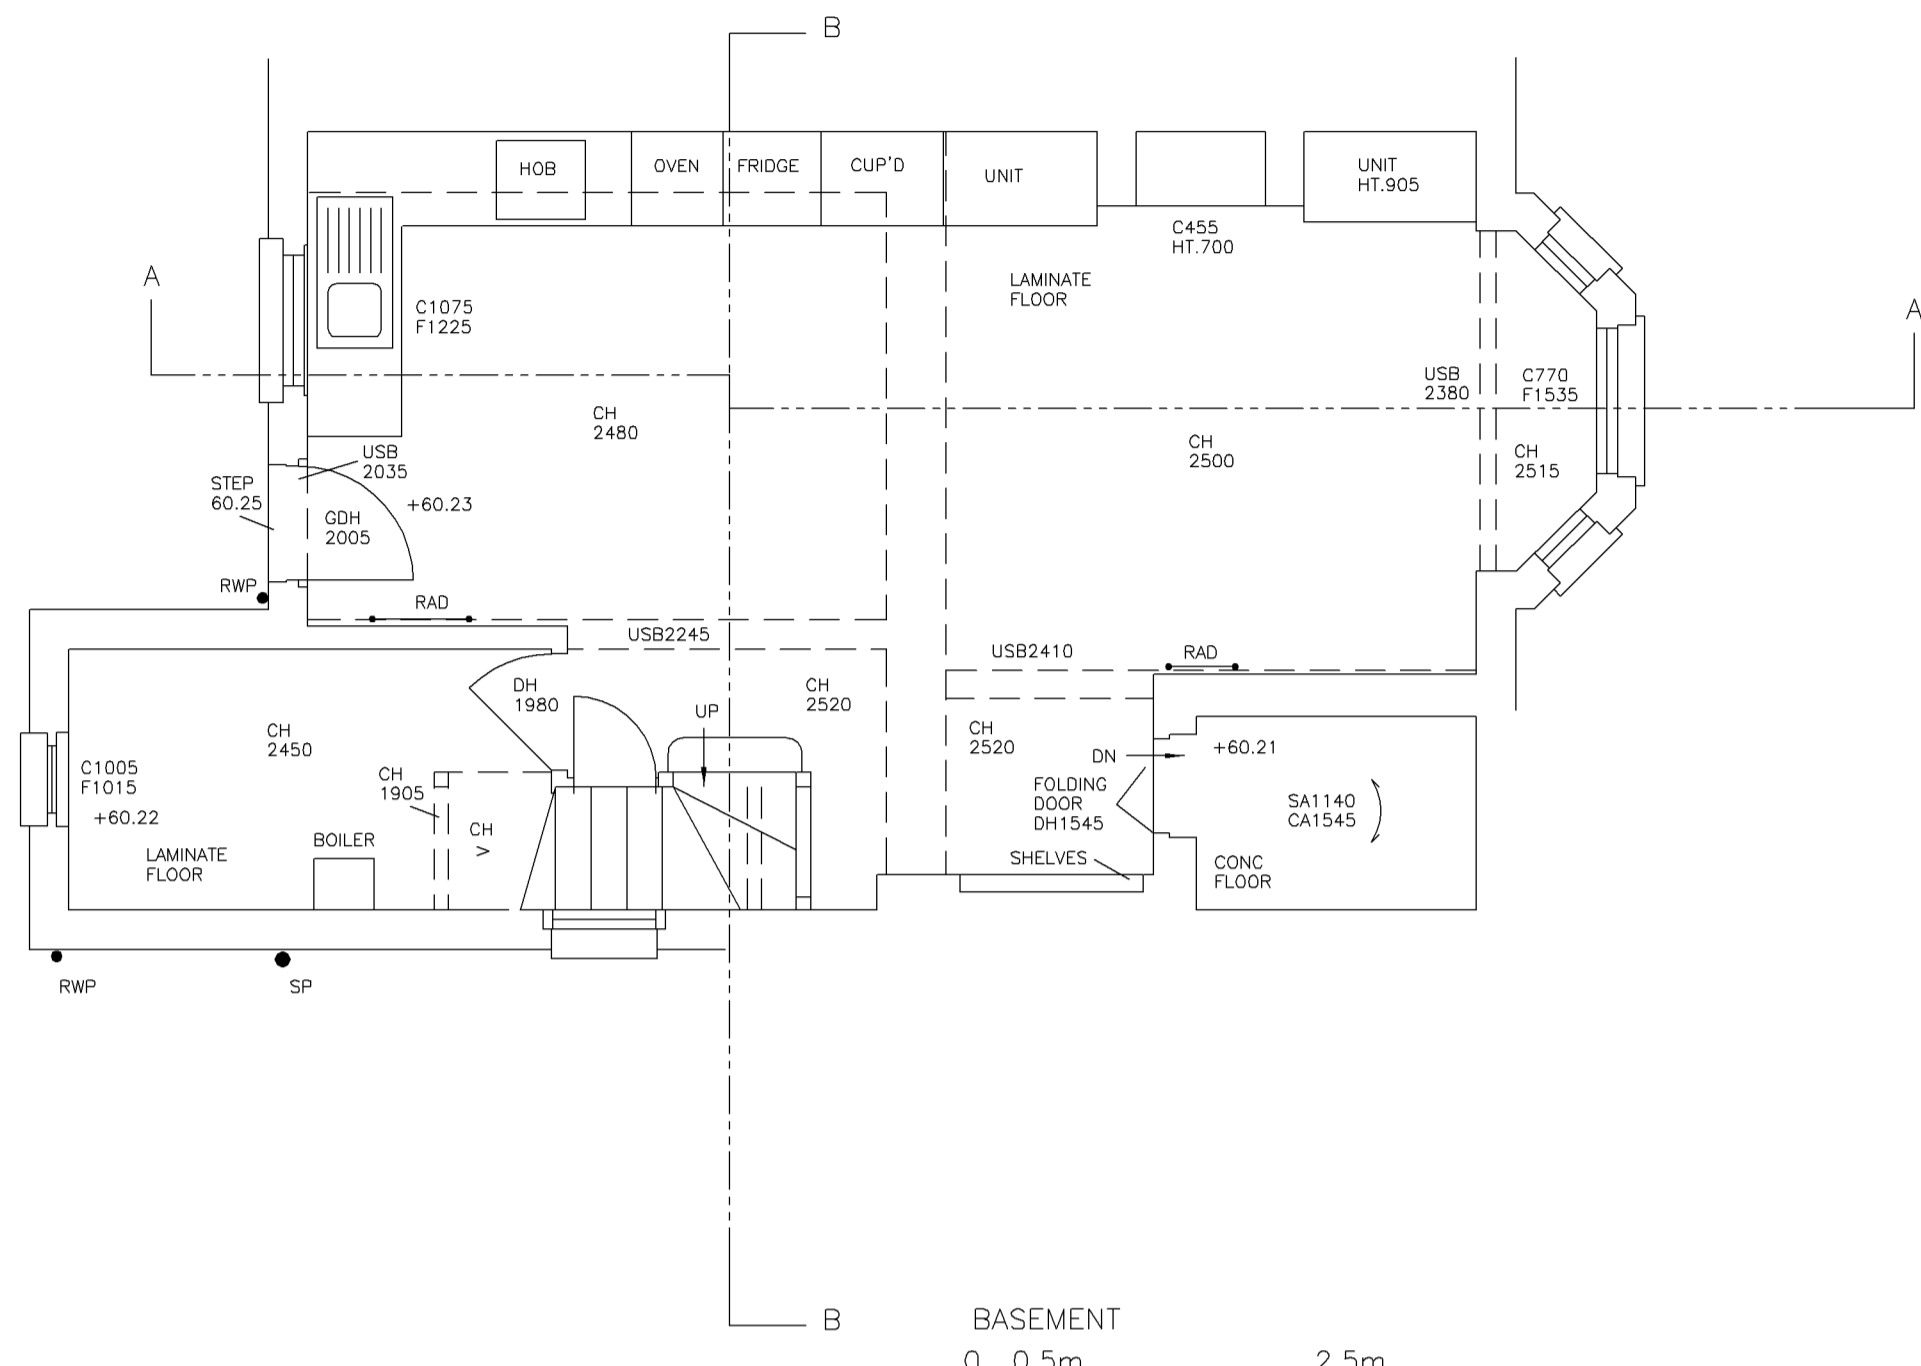 B
HOB
OVEN
FRIDGE
CUP'D
UNIT
UNIT
HT.905
C455
HT.700
A
LAMINATE
FLOOR
A
C1075
F1225
USB
2380
C770
F1535
CH
2480
CH
2500
CH
2515
USB
2035
STEP
60.25
+60.23
GDH
2005
RWP
RAD
USB2245
USB2410
RAD
DH
1980
CH
2520
UP
CH
2450
CH
2520
DN
+60.21
C1005
F1015
+60.22
CH
1905
FOLDING
DOOR
DH1545
SA1140
CA1545
CH
V
BOILER
LAMINATE
FLOOR
SHELVES
CONC
FLOOR
RWP
SP
B
BASEMENT
0 0.5m 2.5m